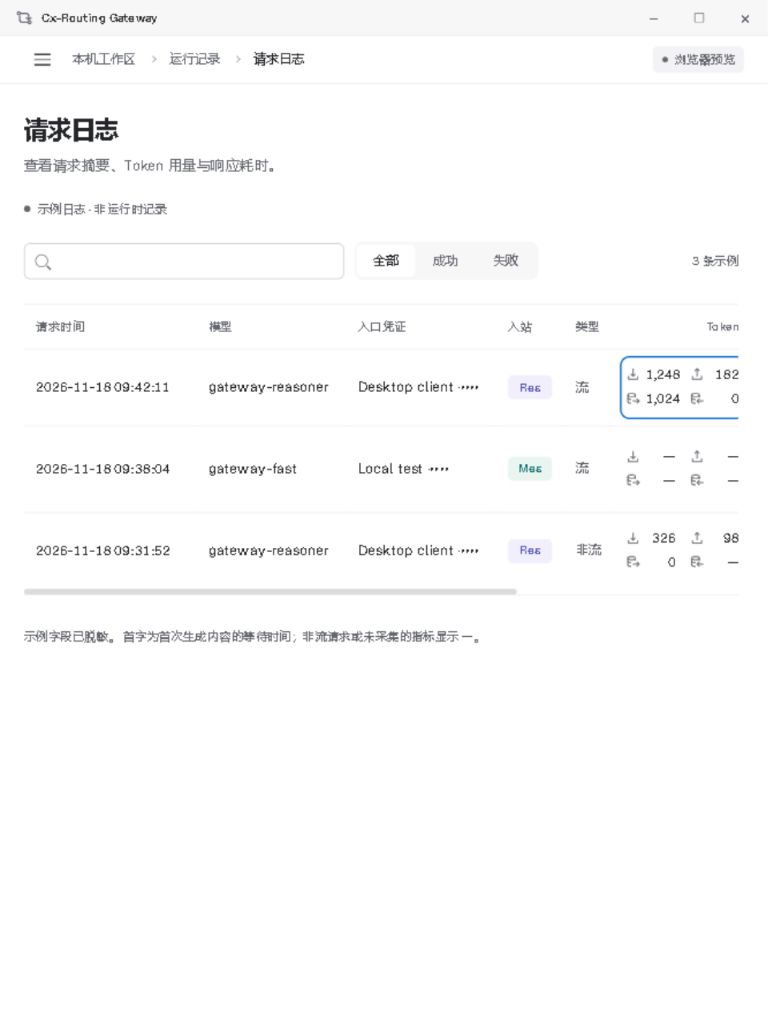 Cx-Routing Gateway
本机工作区 > 运行记录 > 请求日志
浏览器预览
请求日志
查看请求摘要、Token 用量与响应耗时。
示例日志 · 非运行时记录
全部 成功 失败 3 条示例
请求时间 模型 入口凭证 入站 类型 Token
2026-11-18 09:42:11 gateway-reasoner Desktop client ···· Res 流 1,248 182
1,024 0
2026-11-18 09:38:04 gateway-fast Local test ···· Mes 流 — —
— —
2026-11-18 09:31:52 gateway-reasoner Desktop client ···· Res 非流 326 98
0 —
示例字段已脱敏。首字为首次生成内容的等待时间；非流请求或未采集的指标显示 —。